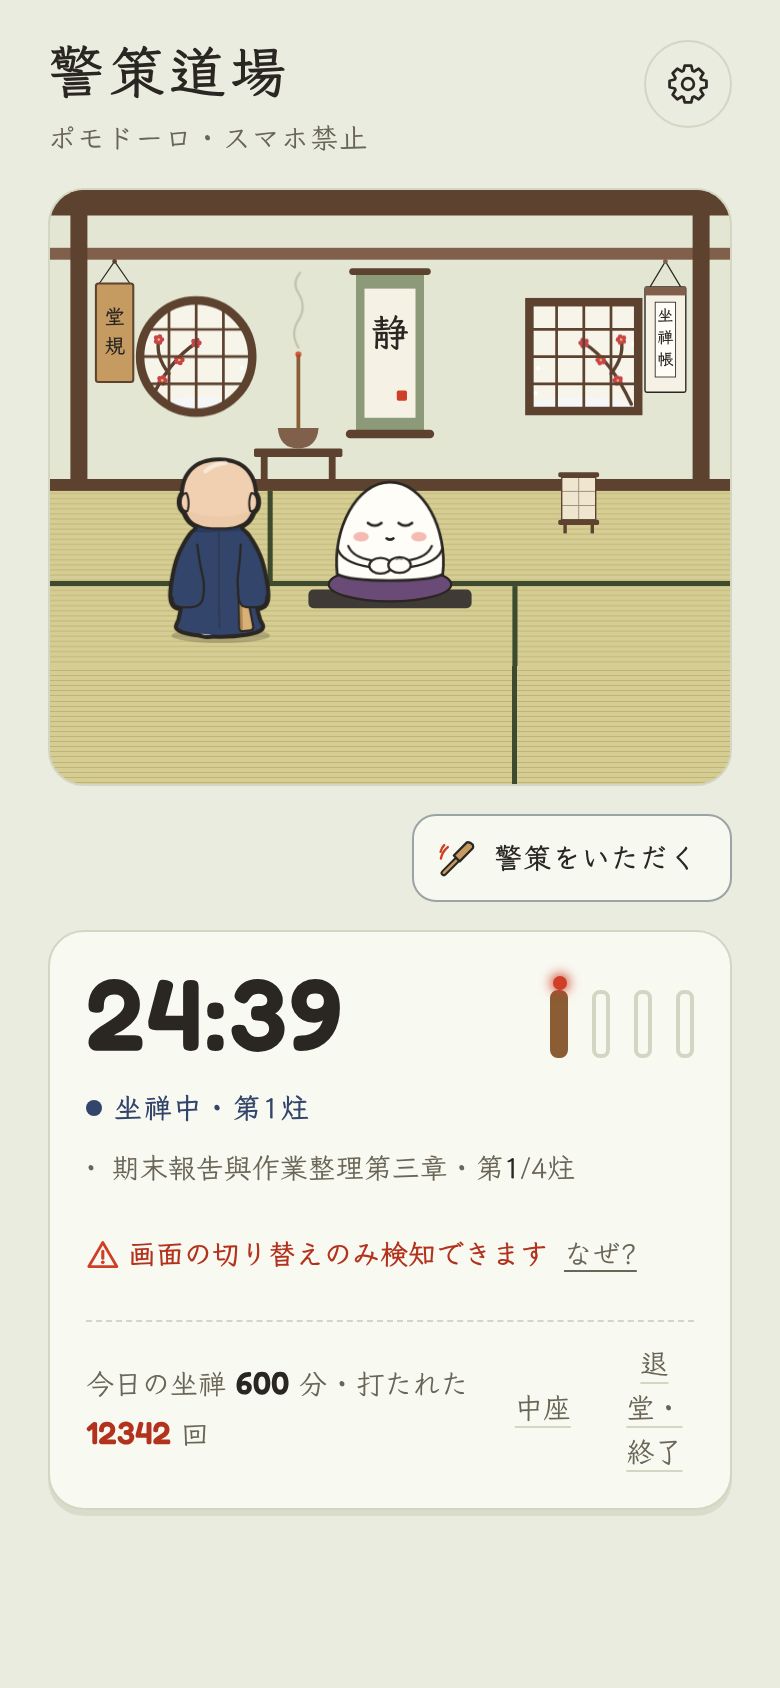 警策道場
ポモドーロ・スマホ禁止
堂規
静
坐禅帳
警策をいただく
24:39
坐禅中・第1炷
・ 期末報告與作業整理第三章・第1/4炷
画面の切り替えのみ検知できます なぜ?
今日の坐禅 600 分・打たれた
12342 回
中座
退
堂・
終了